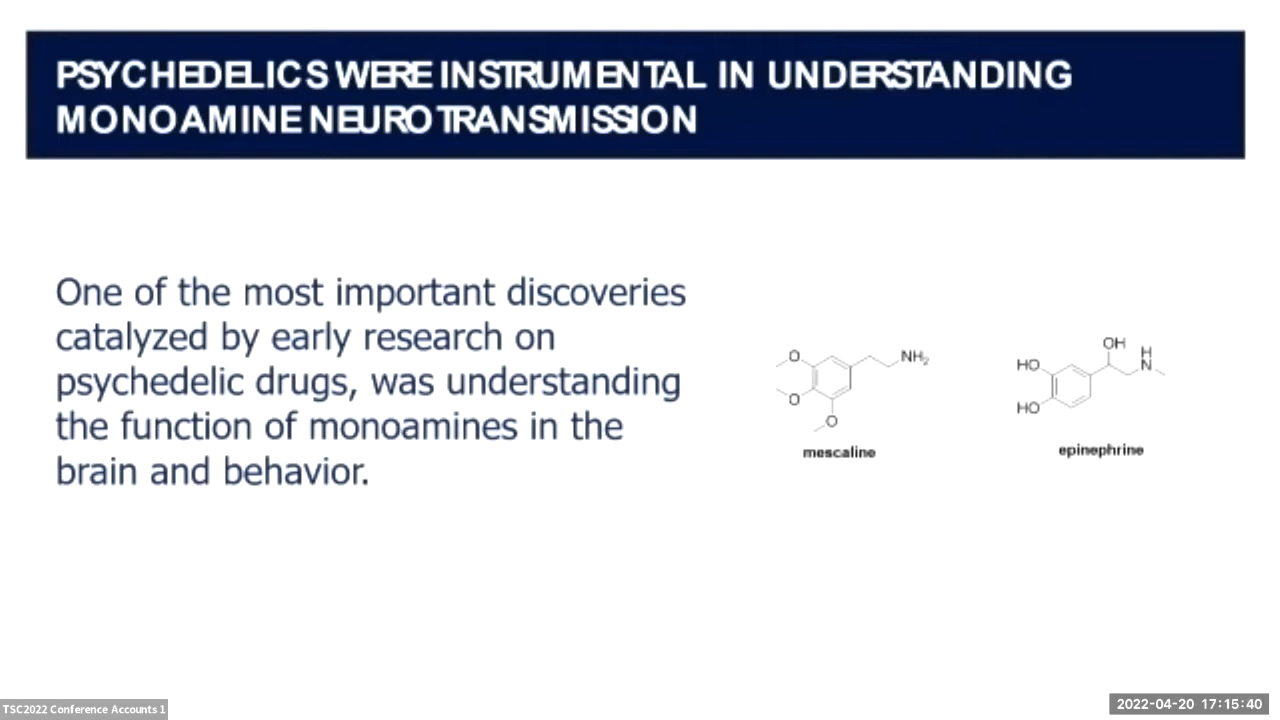 PSYCHEDELICS WERE INSTRUMENTAL IN UNDERSTANDING
MONOAMINE NEUROTRANSMISSION
One of the most important discoveries
catalyzed by early research on
psychedelic drugs, was understanding
the function of monoamines in the
brain and behavior.
O
NH2
O
O
mescaline
OH
H
N
HO
HO
epinephrine
TSC2022 Conference Accounts 1
2022-04-20 17:15:40